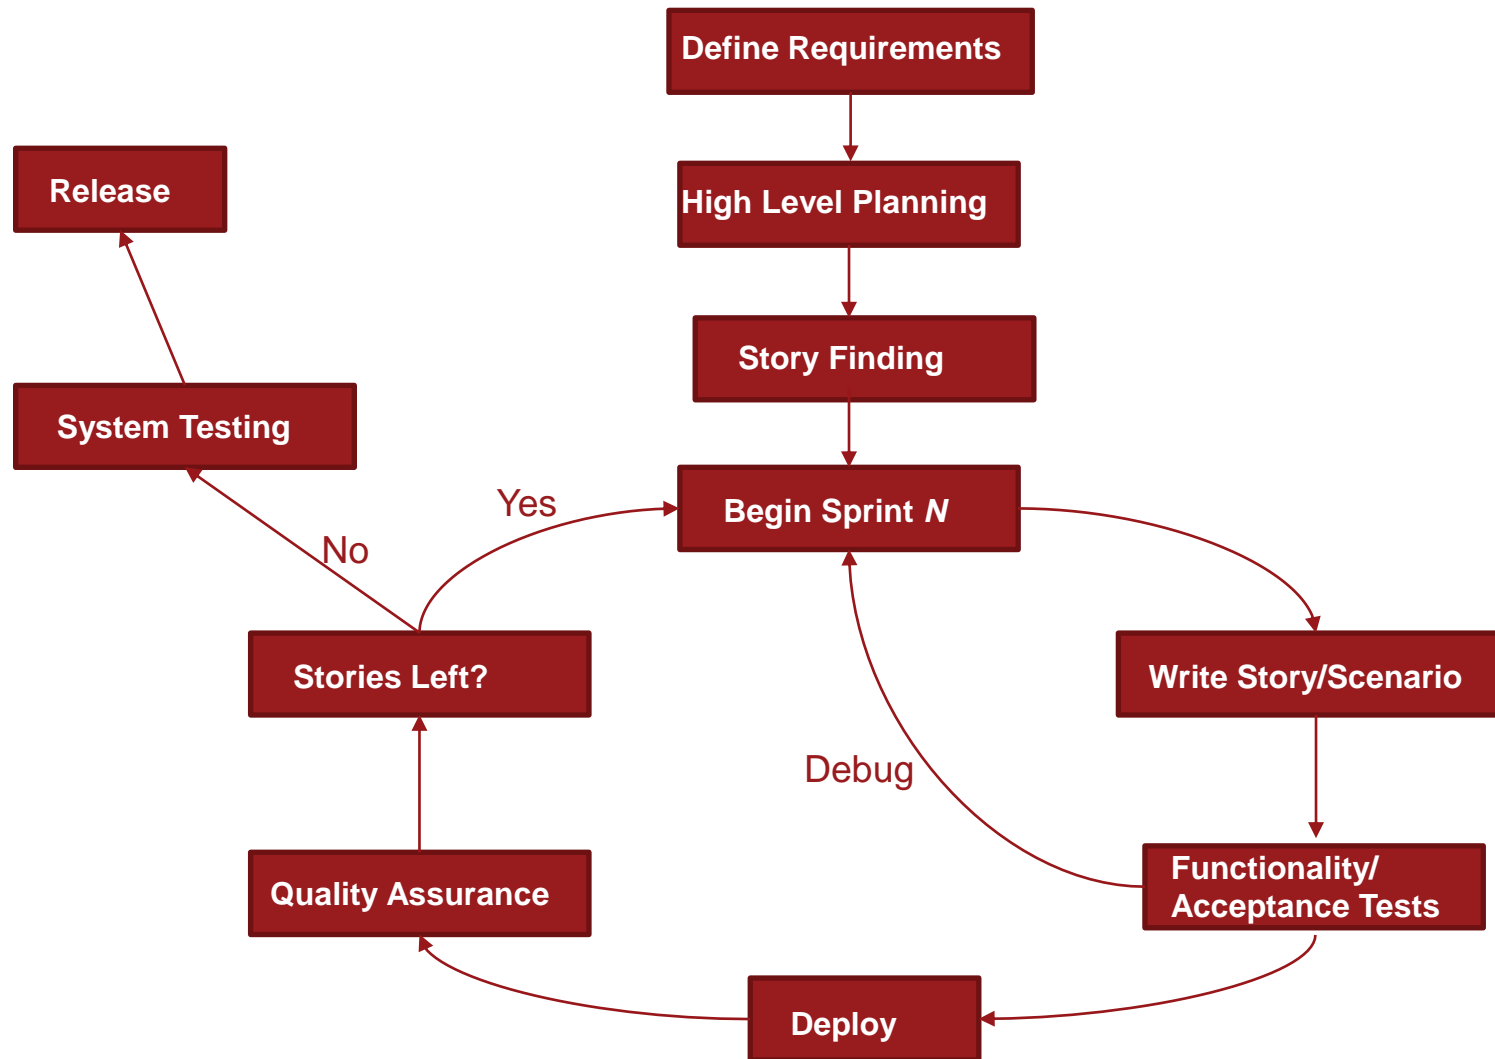 Define Requirements
Release
High Level Planning
Story Finding
System Testing
Yes
Begin Sprint N
No
Stories Left?
Write Story/Scenario
Debug
Functionality/
Acceptance Tests
Quality Assurance
Deploy